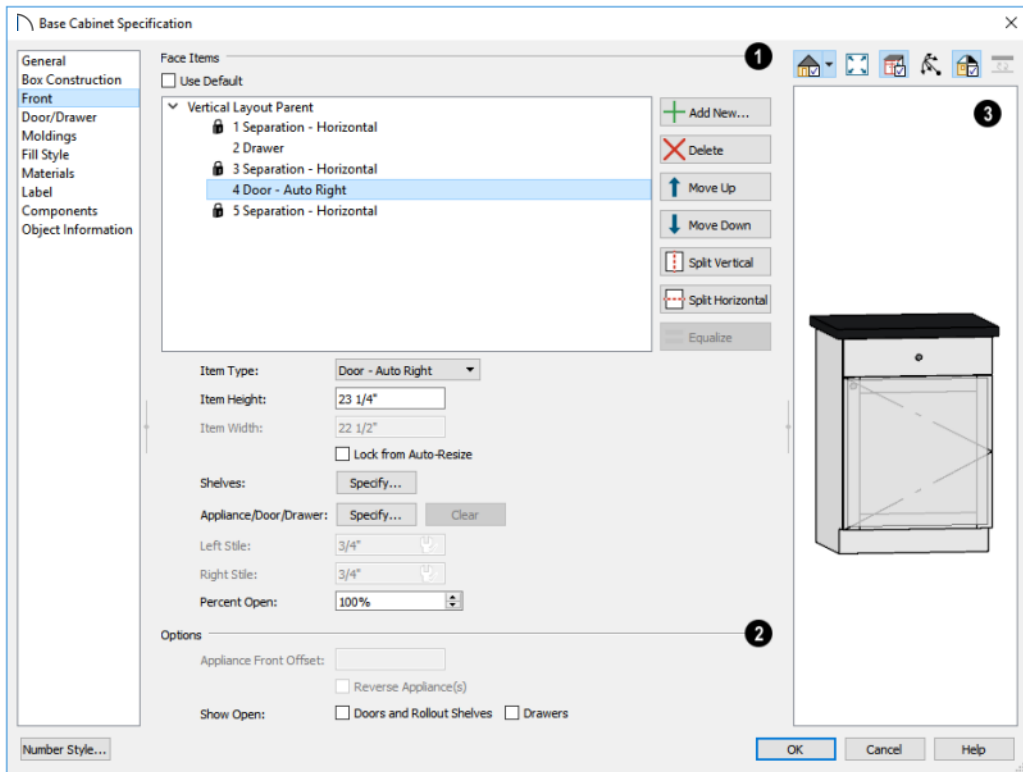 Base Cabinet Specification
General
Box Construction
Front
Door/Drawer
Moldings
Fill Style
Materials
Label
Components
Object Information
Face Items
1
Use Default
Vertical Layout Parent
1 Separation - Horizontal
2 Drawer
3 Separation - Horizontal
4 Door - Auto Right
5 Separation - Horizontal
Add New...
Delete
Move Up
Move Down
Split Vertical
Split Horizontal
Equalize
Item Type: Door - Auto Right
Item Height: 23 1/4"
Item Width: 22 1/2"
Lock from Auto-Resize
Shelves: Specify...
Appliance/Door/Drawer: Specify... Clear
Left Stile: 3/4"
Right Stile: 3/4"
Percent Open: 100%
Options
2
Appliance Front Offset:
Reverse Appliance(s)
Show Open: Doors and Rollout Shelves Drawers
3
Number Style... OK Cancel Help